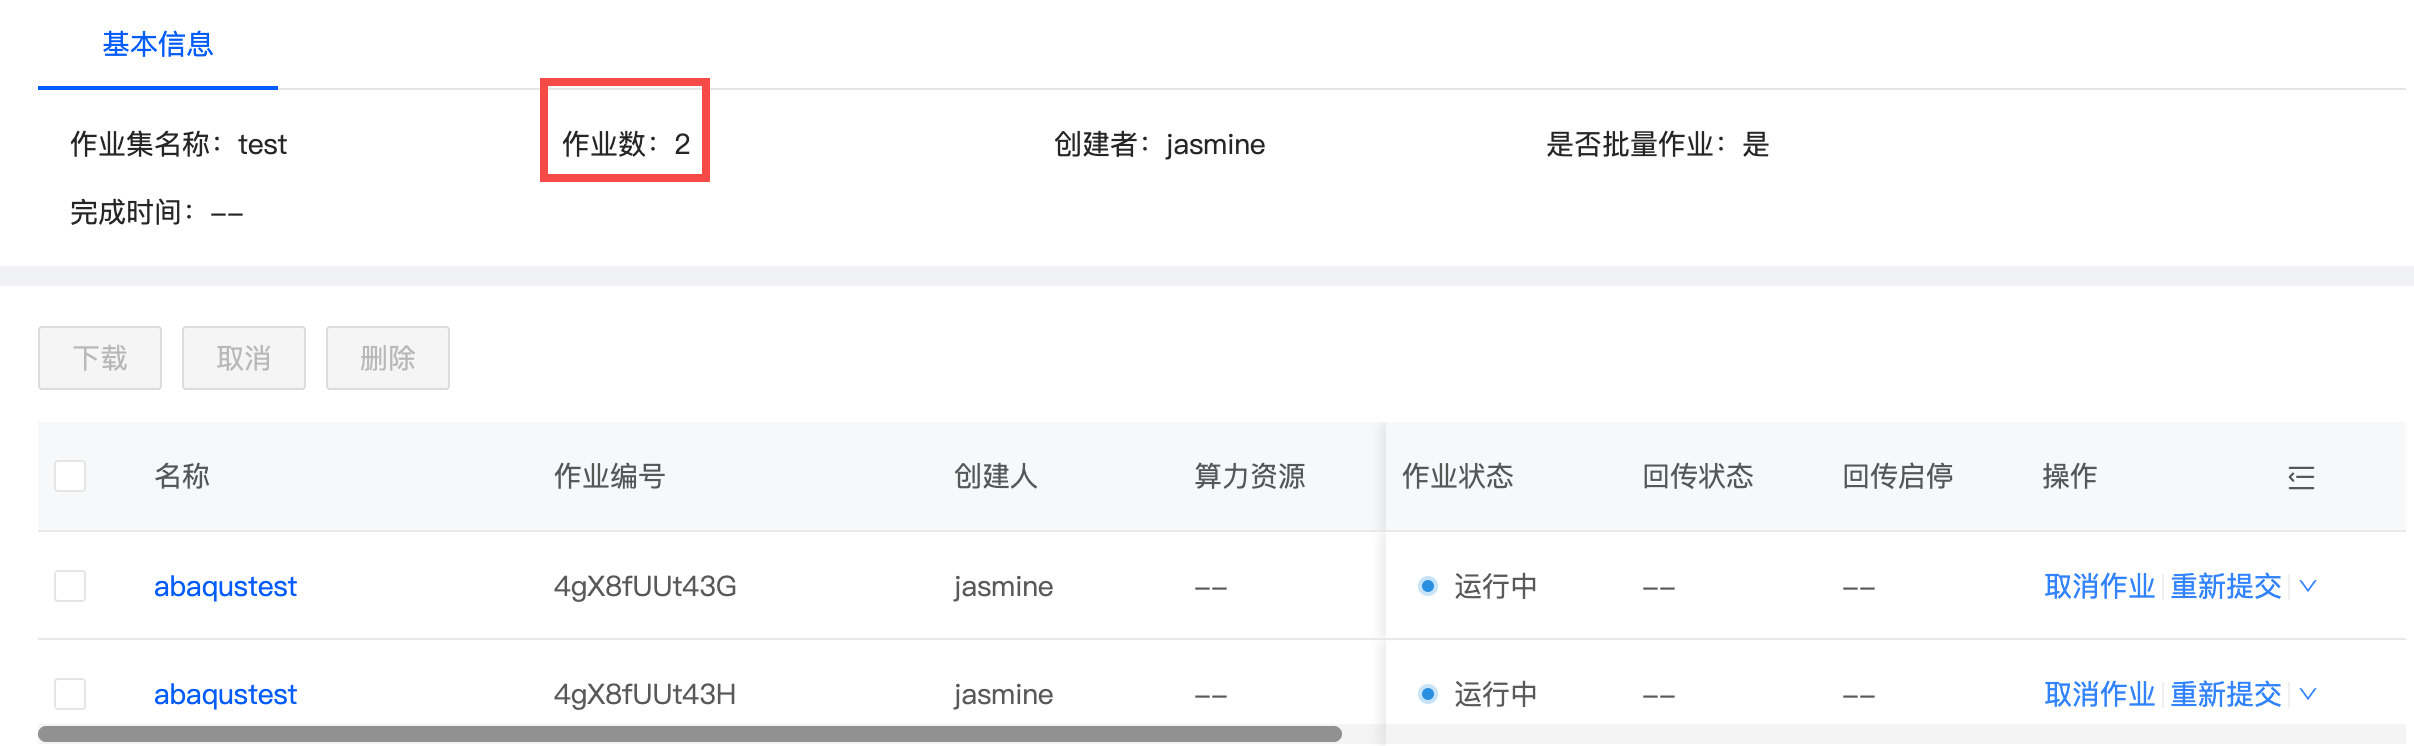 基本信息
作业集名称：test 作业数：2 创建者：jasmine 是否批量作业：是
完成时间：--
下载 取消 删除
名称 作业编号 创建人 算力资源 作业状态 回传状态 回传启停 操作
abaqustest 4gX8fUUt43G jasmine -- 运行中 -- -- 取消作业 重新提交
abaqustest 4gX8fUUt43H jasmine -- 运行中 -- -- 取消作业 重新提交